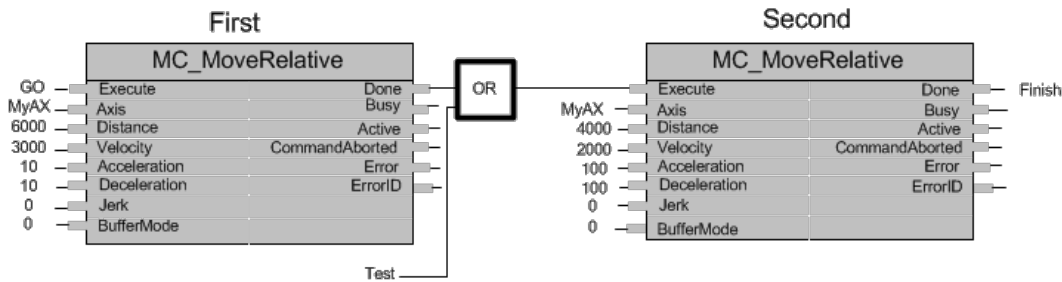 First
Second
MC_MoveRelative
MC_MoveRelative
GO Execute Done OR Execute Done Finish
MyAX Axis Busy MyAX Axis Busy
6000 Distance Active 4000 Distance Active
3000 Velocity CommandAborted 2000 Velocity CommandAborted
10 Acceleration Error 100 Acceleration Error
10 Deceleration ErrorID 100 Deceleration ErrorID
0 Jerk 0 Jerk
0 BufferMode 0 BufferMode
Test